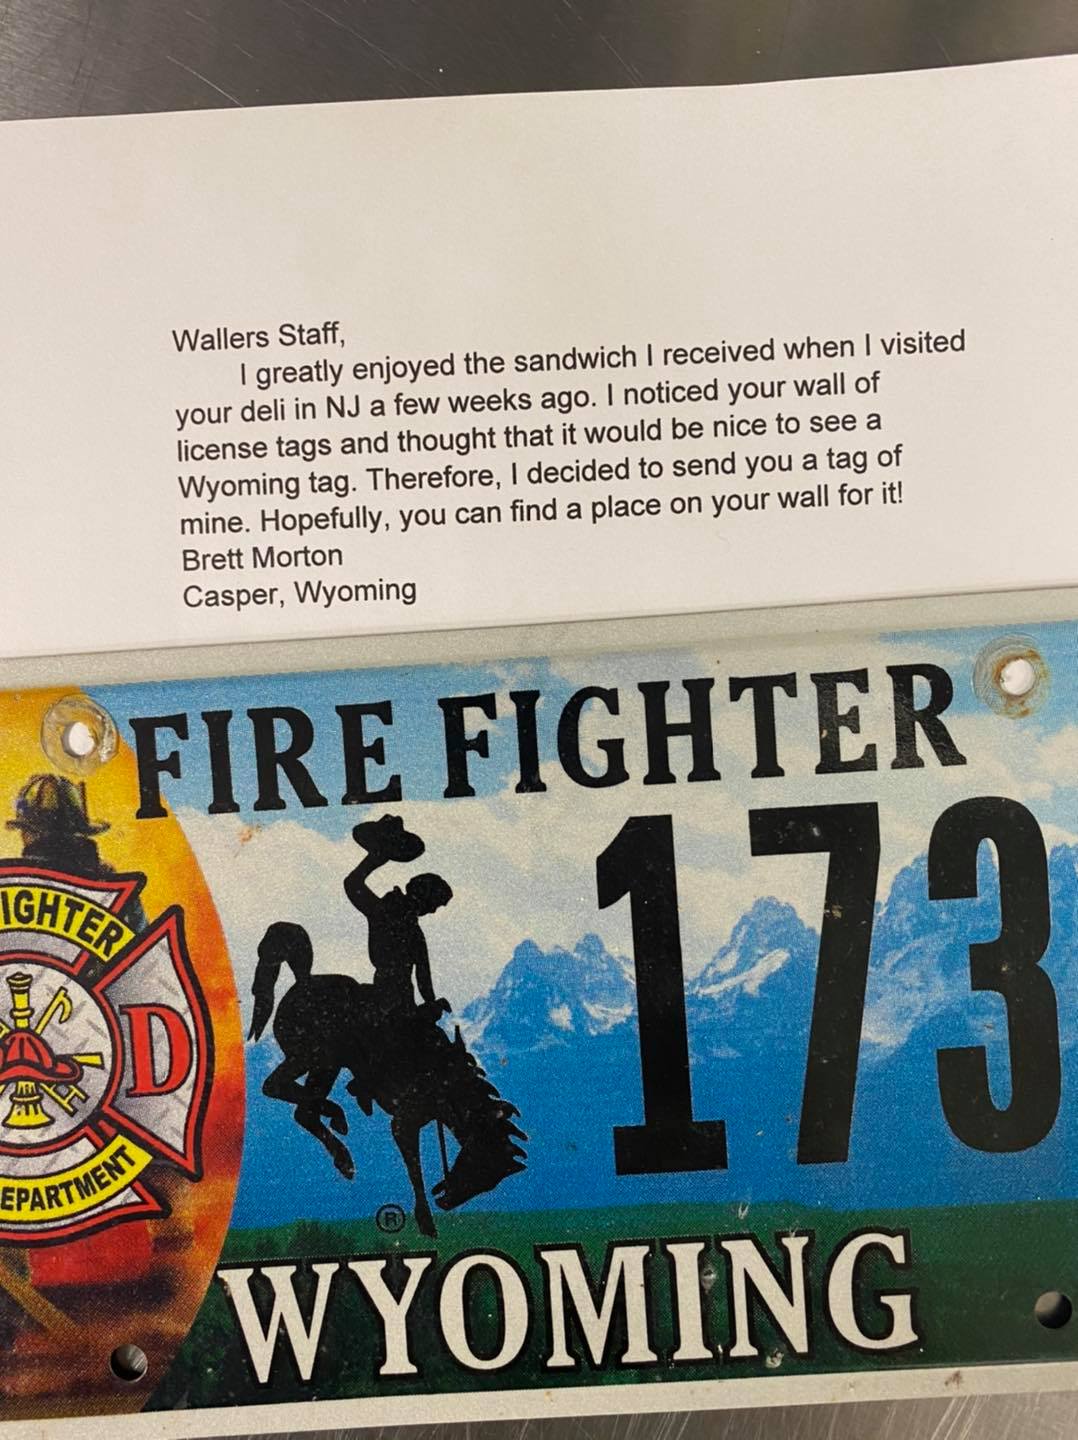 Wallers Staff,
I greatly enjoyed the sandwich I received when I visited
your deli in NJ a few weeks ago. I noticed your wall of
license tags and thought that it would be nice to see a
Wyoming tag. Therefore, I decided to send you a tag of
mine. Hopefully, you can find a place on your wall for it!
Brett Morton
Casper, Wyoming
FIRE FIGHTER
IGHTER
D
EPARTMENT
173
®
WYOMING